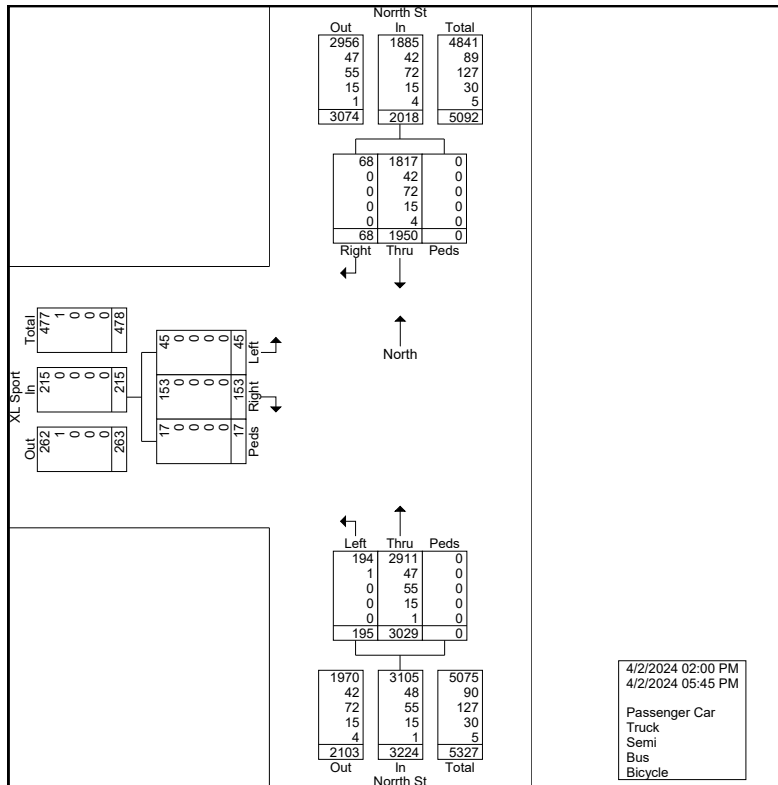 Norrth St
Out In Total
2956 1885 4841
47 42 89
55 72 127
15 15 30
1 4 5
3074 2018 5092
68 1817 0
0 42 0
0 72 0
0 15 0
0 4 0
68 1950 0
Right Thru Peds
North
XL Sport
Total
477 1 0 0 0 478
In
215 0 0 0 0 215
Out
262 1 0 0 0 263
45 0 0 0 0 45
Left
153 0 0 0 0 153
Right
17 0 0 0 0 17
Peds
Left Thru Peds
194 2911 0
1 47 0
0 55 0
0 15 0
0 1 0
195 3029 0
1970 3105 5075
42 48 90
72 55 127
15 15 30
4 1 5
2103 3224 5327
Out In Total
Norrth St
4/2/2024 02:00 PM
4/2/2024 05:45 PM
Passenger Car
Truck
Semi
Bus
Bicycle